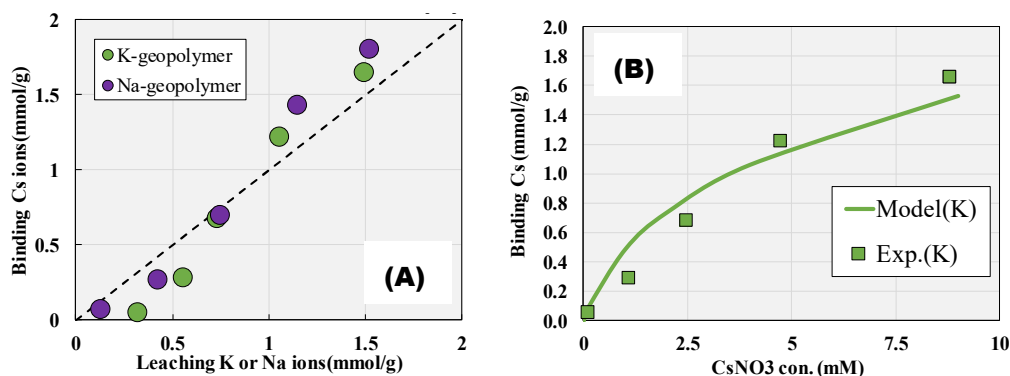 2
1.5
1
0.5
0
0
0.5
1
1.5
2
Binding Cs ions(mmol/g)
Leaching K or Na ions(mmol/g)
K-geopolymer
Na-geopolymer
(A)
2.0
1.8
1.6
1.4
1.2
1.0
0.8
0.6
0.4
0.2
0.0
0
2.5
5
7.5
10
Binding Cs (mmol/g)
CsNO3 con. (mM)
(B)
Model(K)
Exp.(K)